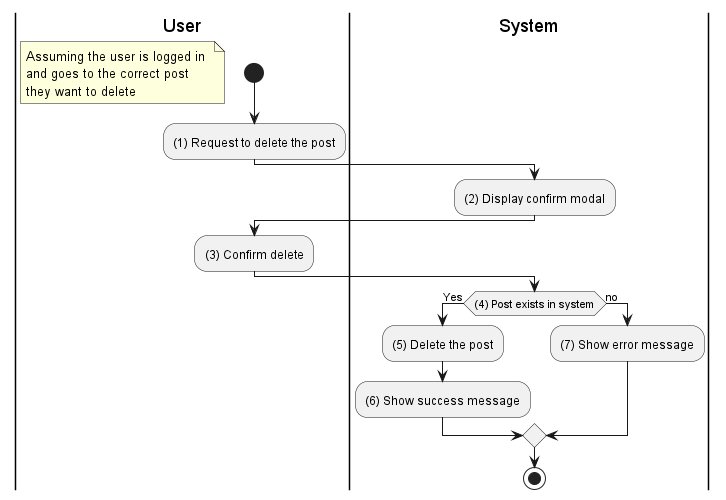 User
System
Assuming the user is logged in
and goes to the correct post
they want to delete
(1) Request to delete the post
(2) Display confirm modal
(3) Confirm delete
Yes
(4) Post exists in system
no
(5) Delete the post
(7) Show error message
(6) Show success message